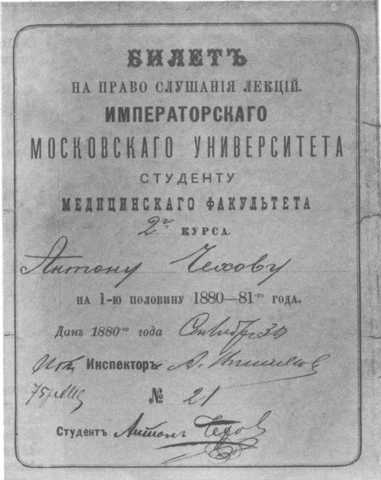 БИЛЕТЪ
НА ПРАВО СЛУШАНІЯ ЛЕКЦІЙ.
ИМПЕРАТОРСКАГО
МОСКОВСКАГО УНИВЕРСИТЕТА
СТУДЕНТУ
МЕДИЦИНСКАГО ФАКУЛЬТЕТА
2го КУРСА.
Антону Чехову
НА 1-Ю ПОЛОВИНУ 1880—81го ГОДА.
Данъ 1880го года Сентября 30
Инспекторъ А.
№ 21
Студентъ Антонъ Чехов